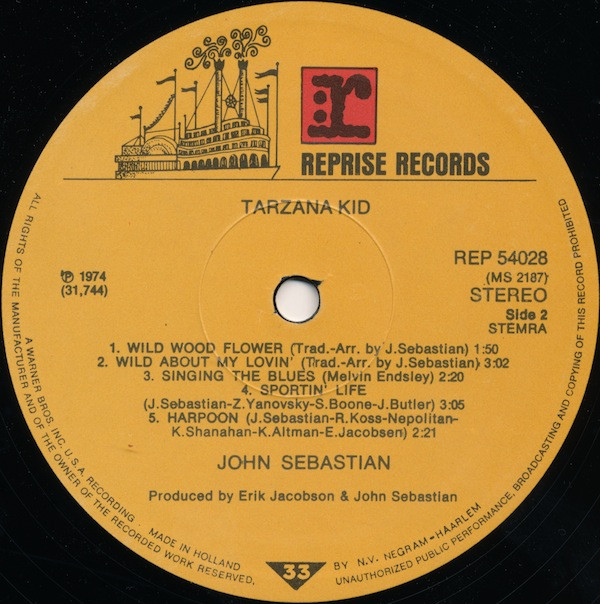 r
REPRISE RECORDS
TARZANA KID
℗ 1974
(31,744)
REP 54028
(MS 2187)
STEREO
Side 2
STEMRA
1. WILD WOOD FLOWER (Trad.-Arr. by J.Sebastian) 1:50
2. WILD ABOUT MY LOVIN' (Trad.-Arr. by J.Sebastian) 3:02
3. SINGING THE BLUES (Melvin Endsley) 2:20
4. SPORTIN' LIFE
(J.Sebastian-Z.Yanovsky-S.Boone-J.Butler) 3:05
5. HARPOON (J.Sebastian-R.Koss-Nepolitan-
K.Shanahan-K.Altman-E.Jacobsen) 2:21
JOHN SEBASTIAN
Produced by Erik Jacobson & John Sebastian
33
ALL RIGHTS OF THE MANUFACTURER AND OF THE OWNER OF THE RECORDED WORK RESERVED.
A WARNER BROS. INC. U.S.A. RECORDING
MADE IN HOLLAND
BY N.V. NEGRAM-HAARLEM
UNAUTHORIZED PUBLIC PERFORMANCE, BROADCASTING AND COPYING OF THIS RECORD PROHIBITED